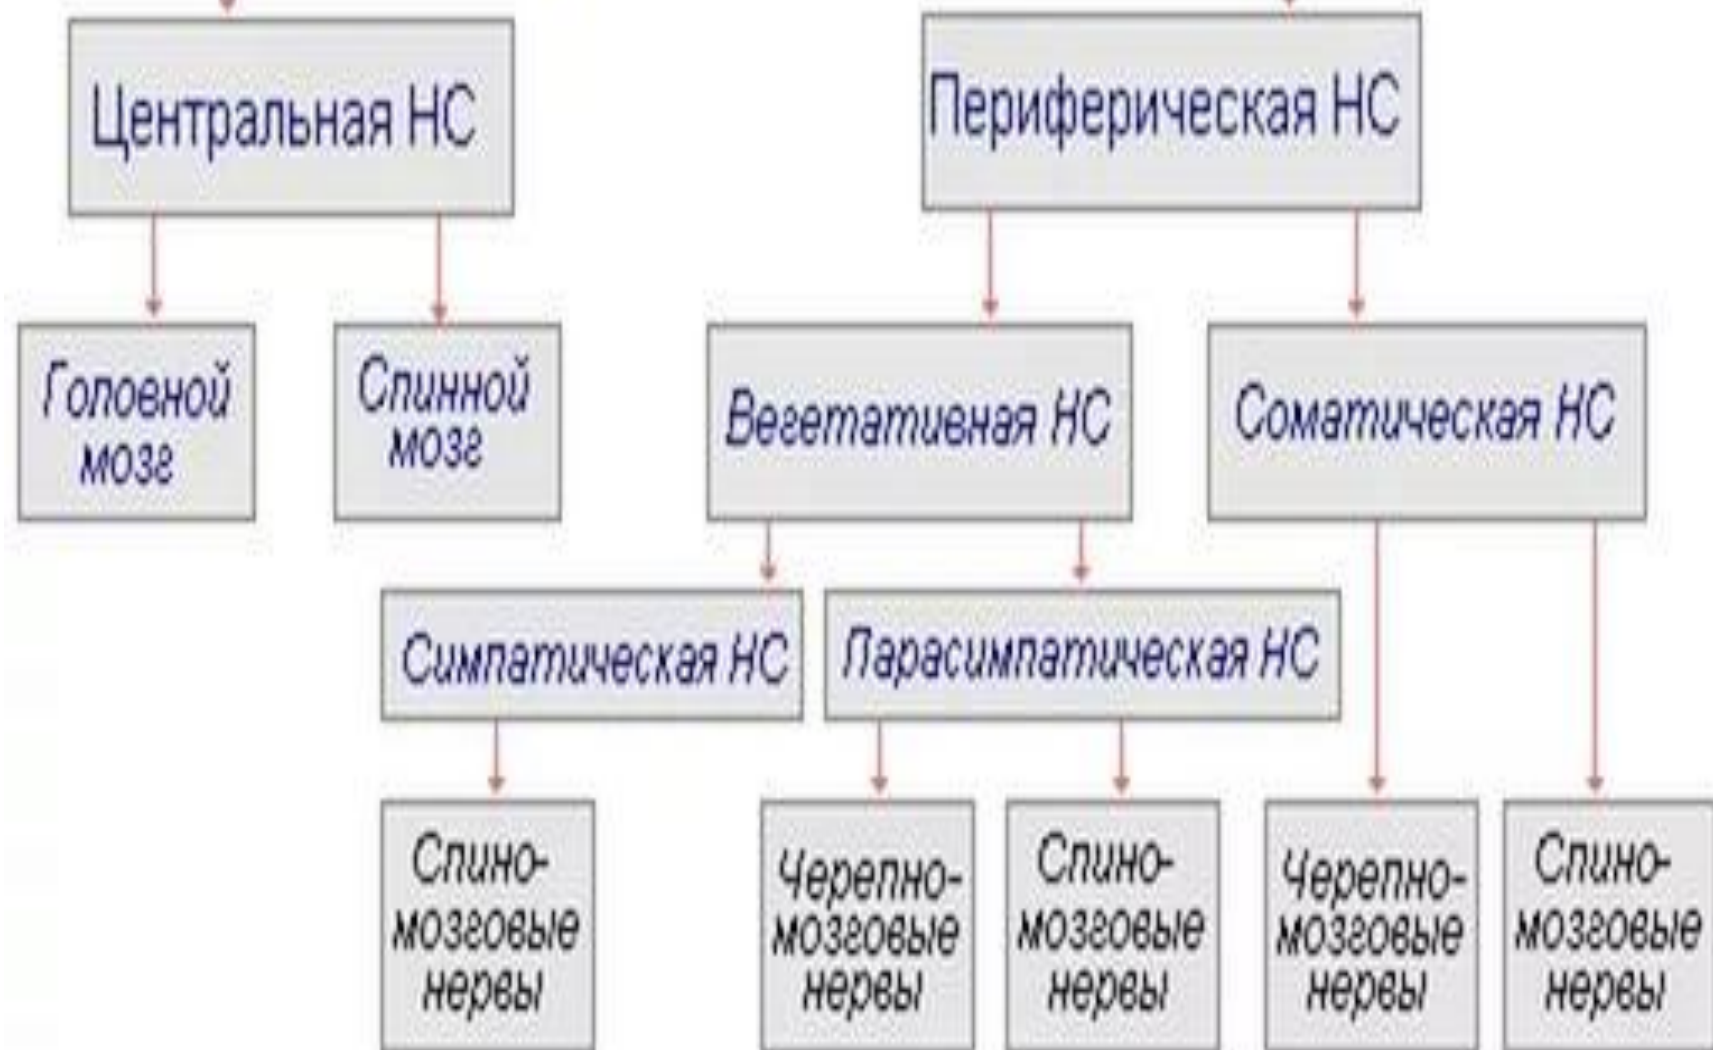 Центральная НС
Периферическая НС
Головной
мозг
Спинной
мозг
Вегетативная НС
Соматическая НС
Симпатическая НС
Парасимпатическая НС
Спино-
мозговые
нервы
Черепно-
мозговые
нервы
Спино-
мозговые
нервы
Черепно-
мозговые
нервы
Спино-
мозговые
нервы